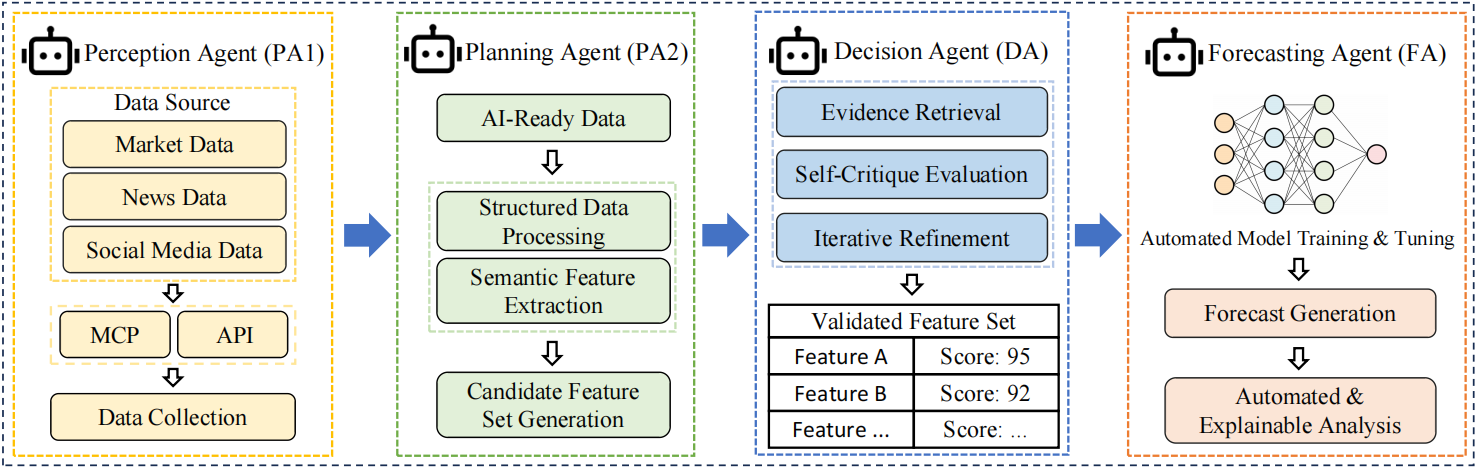 Perception Agent (PA1)
Data Source
Market Data
News Data
Social Media Data
MCP
API
Data Collection
Planning Agent (PA2)
AI-Ready Data
Structured Data
Processing
Semantic Feature
Extraction
Candidate Feature
Set Generation
Decision Agent (DA)
Evidence Retrieval
Self-Critique Evaluation
Iterative Refinement
Validated Feature Set
Feature A
Score: 95
Feature B
Score: 92
Feature ...
Score: ...
Forecasting Agent (FA)
Automated Model Training & Tuning
Forecast Generation
Automated &
Explainable Analysis